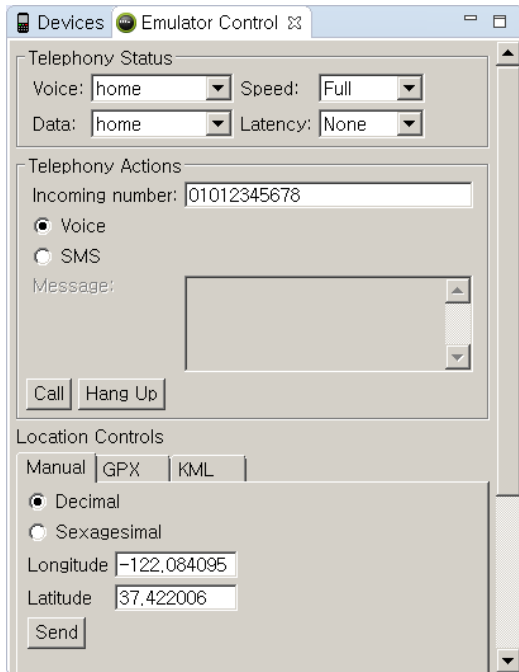 Devices Emulator Control
Telephony Status
Voice: home Speed: Full
Data: home Latency: None
Telephony Actions
Incoming number: 01012345678
Voice
SMS
Message:
Call Hang Up
Location Controls
Manual GPX KML
Decimal
Sexagesimal
Longitude -122,084095
Latitude 37,422006
Send